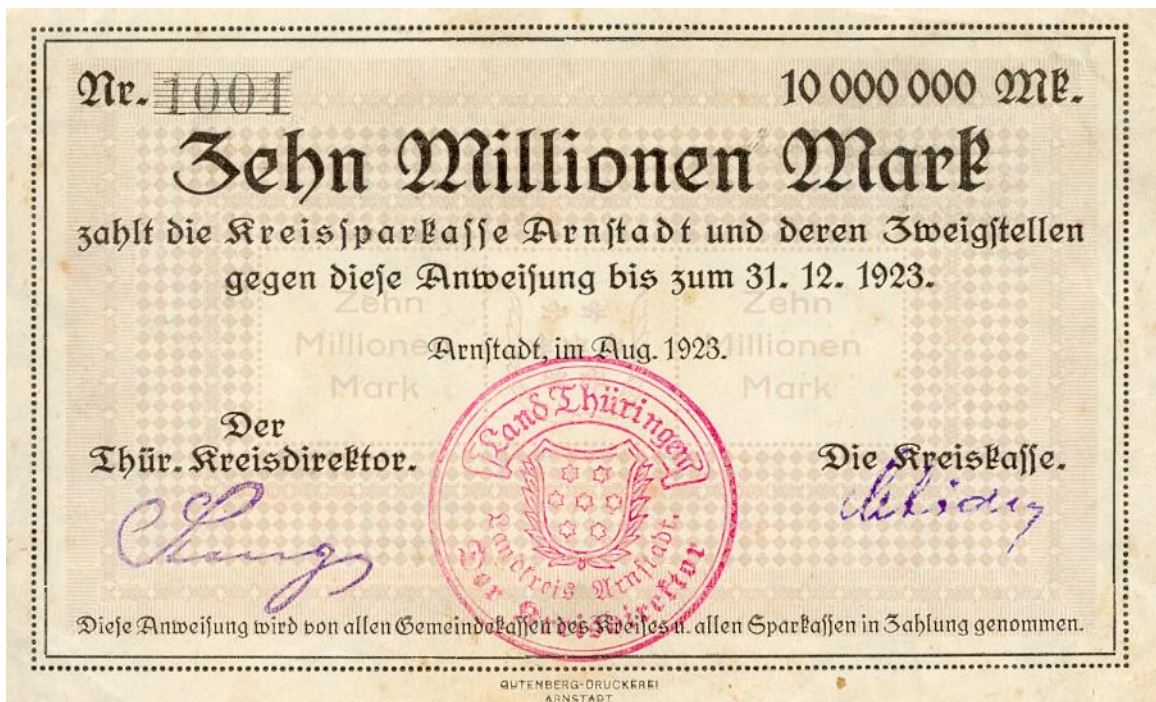 Nr. 1001
10 000 000 Mk.
Zehn Millionen Mark
zahlt die Kreissparkasse Arnstadt und deren Zweigstellen
gegen diese Anweisung bis zum 31. 12. 1923.
Zehn
Millionen
Mark
Zehn
Millionen
Mark
Arnstadt, im Aug. 1923.
Der
Thür. Kreisdirektor.
Die Kreiskasse.
Land Thüringen
Landkreis Arnstadt.
Der Kreisdirektor
Diese Anweisung wird von allen Gemeindekassen des Kreises u. allen Sparkassen in Zahlung genommen.
GUTENBERG-DRUCKEREI
ARNSTADT